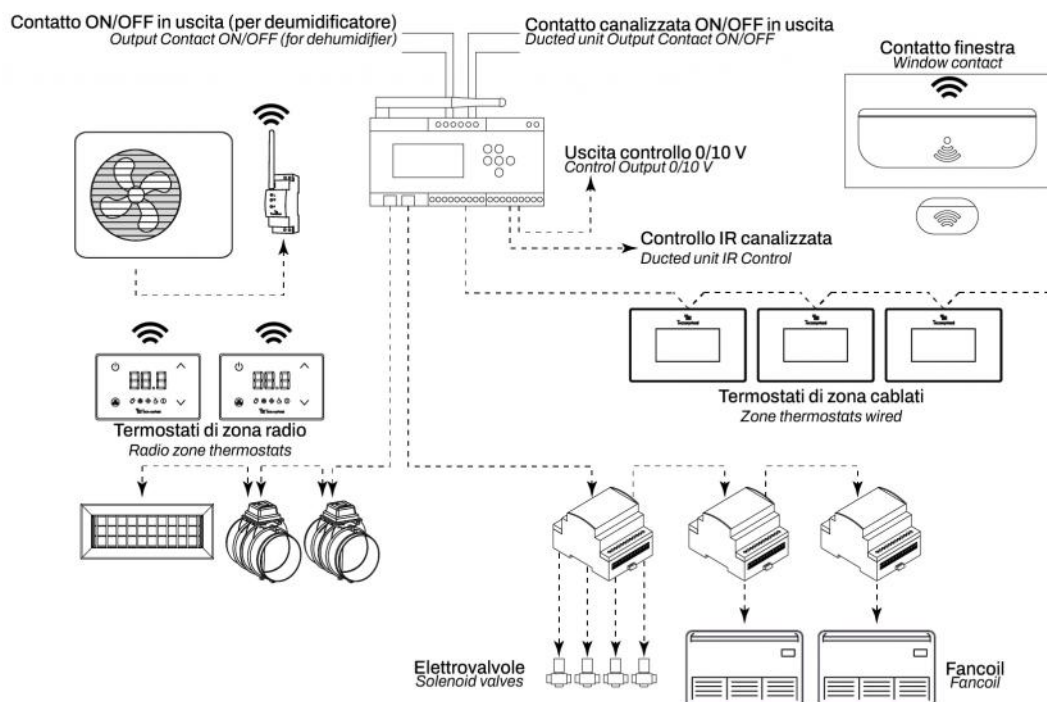 Contatto ON/OFF in uscita (per deumidificatore)
Output Contact ON/OFF (for dehumidifier)
Contatto canalizzata ON/OFF in uscita
Ducted unit Output Contact ON/OFF
Contatto finestra
Window contact
Uscita controllo 0/10 V
Control Output 0/10 V
Controllo IR canalizzata
Ducted unit IR Control
Termostati di zona cablati
Zone thermostats wired
Termostati di zona radio
Radio zone thermostats
Elettrovalvole
Solenoid valves
Fancoil
Fancoil